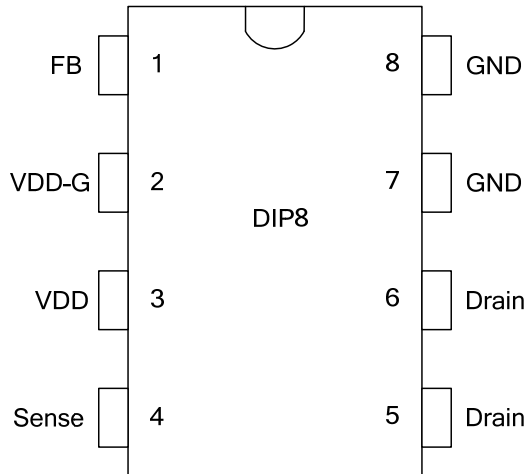 FB 1 8 GND
VDD-G 2 7 GND
DIP8
VDD 3 6 Drain
Sense 4 5 Drain